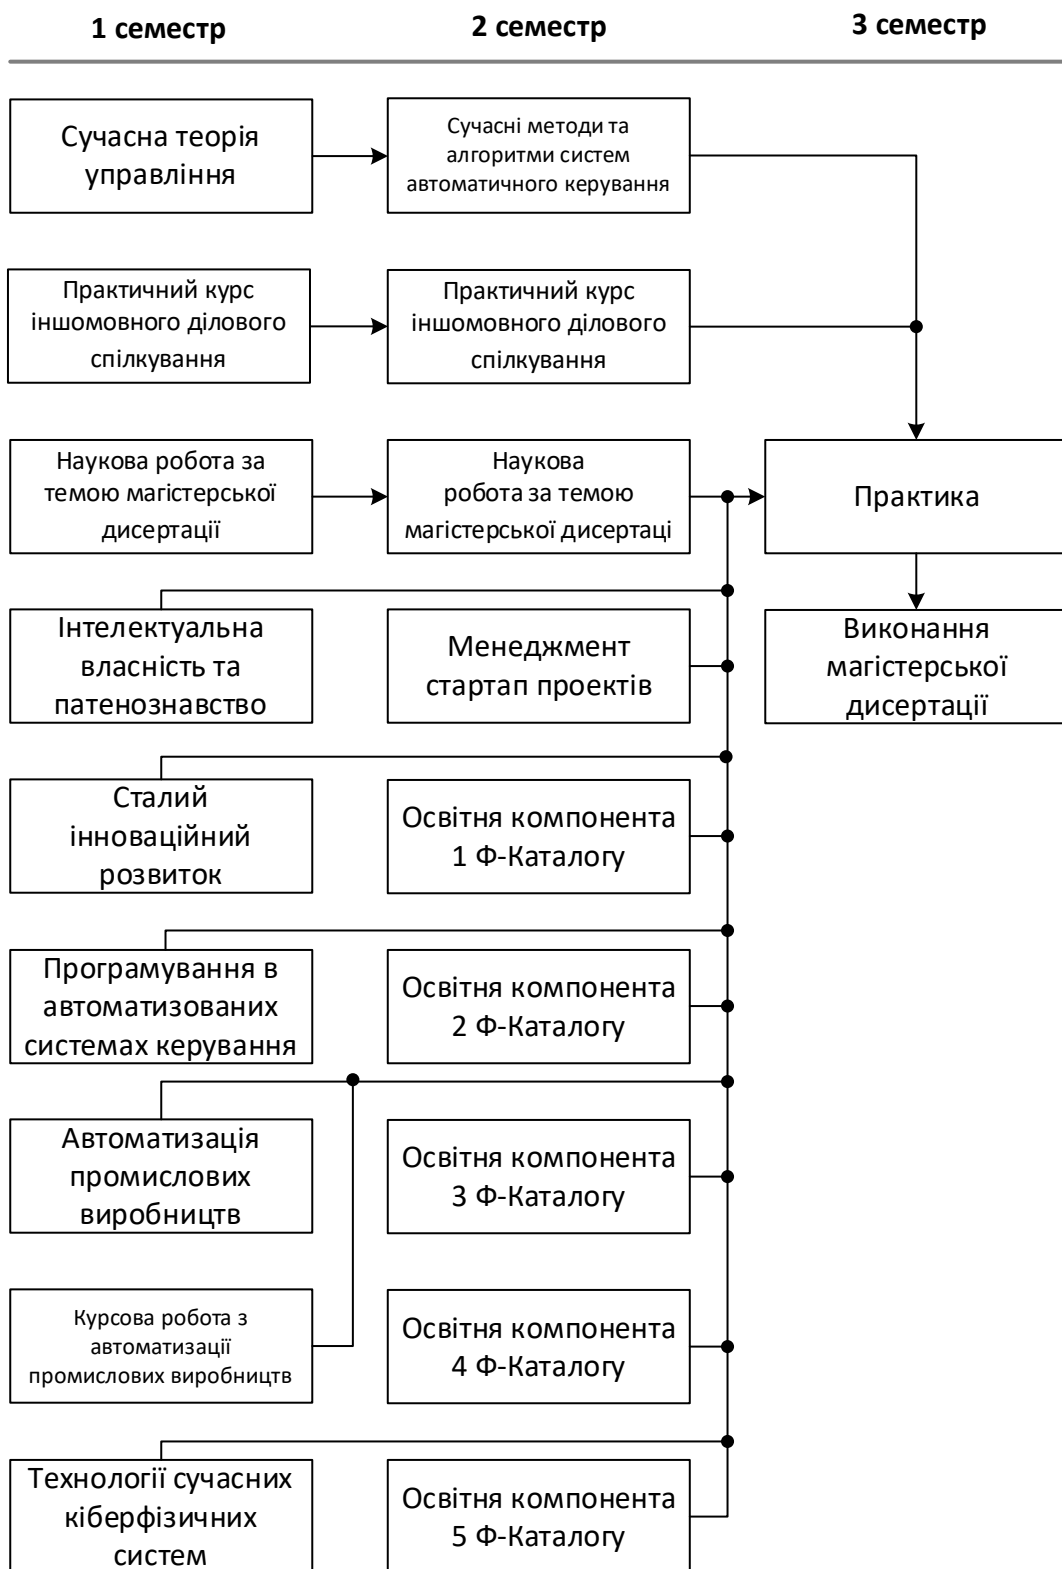 1 семестр
2 семестр
3 семестр
Сучасна теорія
управління
Сучасні методи та
алгоритми систем
автоматичного керування
Практичний курс
іншомовного ділового
спілкування
Практичний курс
іншомовного ділового
спілкування
Наукова робота за
темою магістерської
дисертації
Наукова
робота за темою
магістерської дисертаці
Практика
Інтелектуальна
власність та
патенознавство
Менеджмент
стартап проектів
Виконання
магістерської
дисертації
Сталий
інноваційний
розвиток
Освітня компонента
1 Ф-Каталогу
Програмування в
автоматизованих
системах керування
Освітня компонента
2 Ф-Каталогу
Автоматизація
промислових
виробництв
Освітня компонента
3 Ф-Каталогу
Курсова робота з
автоматизації
промислових виробництв
Освітня компонента
4 Ф-Каталогу
Технології сучасних
кіберфізичних
систем
Освітня компонента
5 Ф-Каталогу